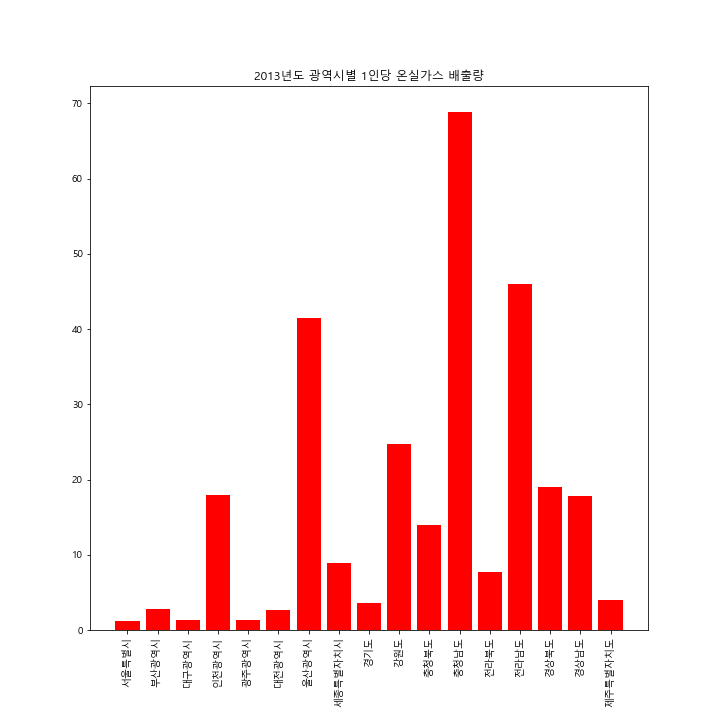 2013년도 광역시별 1인당 온실가스 배출량
70
60
50
40
30
20
10
0
서울특별시
부산광역시
대구광역시
인천광역시
광주광역시
대전광역시
울산광역시
세종특별자치시
경기도
강원도
충청북도
충청남도
전라북도
전라남도
경상북도
경상남도
제주특별자치도